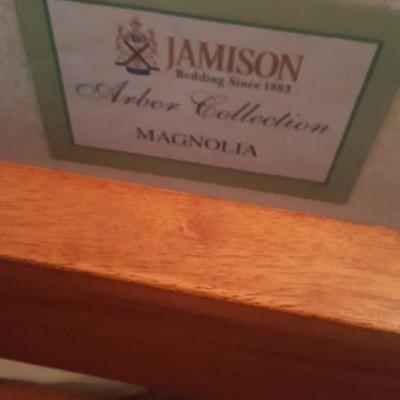 JAMISON
Bedding Since 1883
Arbor Collection
MAGNOLIA